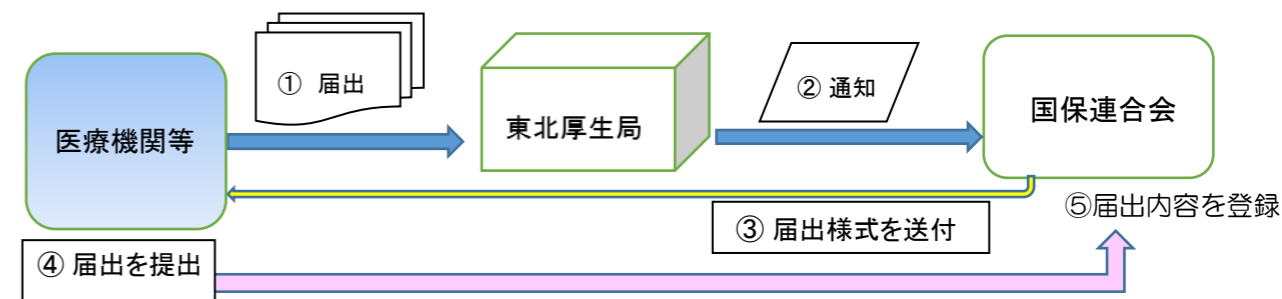 ① 届出
② 通知
医療機関等
東北厚生局
国保連合会
③ 届出様式を送付
⑤届出内容を登録
④ 届出を提出